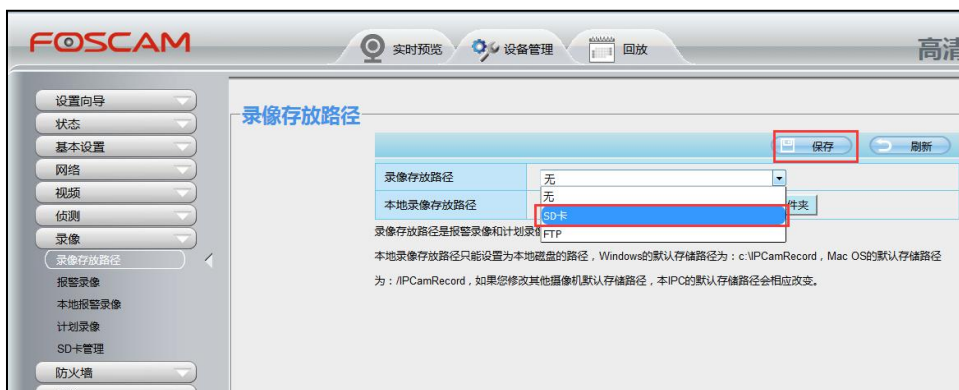 FOSCAM
实时预览
设备管理
回放
高清
设置向导
状态
基本设置
网络
视频
侦测
录像
录像存放路径
报警录像
本地报警录像
计划录像
SD卡管理
防火墙
录像存放路径
保存
刷新
录像存放路径
无
本地录像存放路径
无
SD卡
FTP
件夹
录像存放路径是报警录像和计划录
本地录像存放路径只能设置为本地磁盘的路径，Windows的默认存储路径为：c:\IPCamRecord，Mac OS的默认存储路径
为：/IPCamRecord，如果您修改其他摄像机默认存储路径，本IPC的默认存储路径会相应改变。